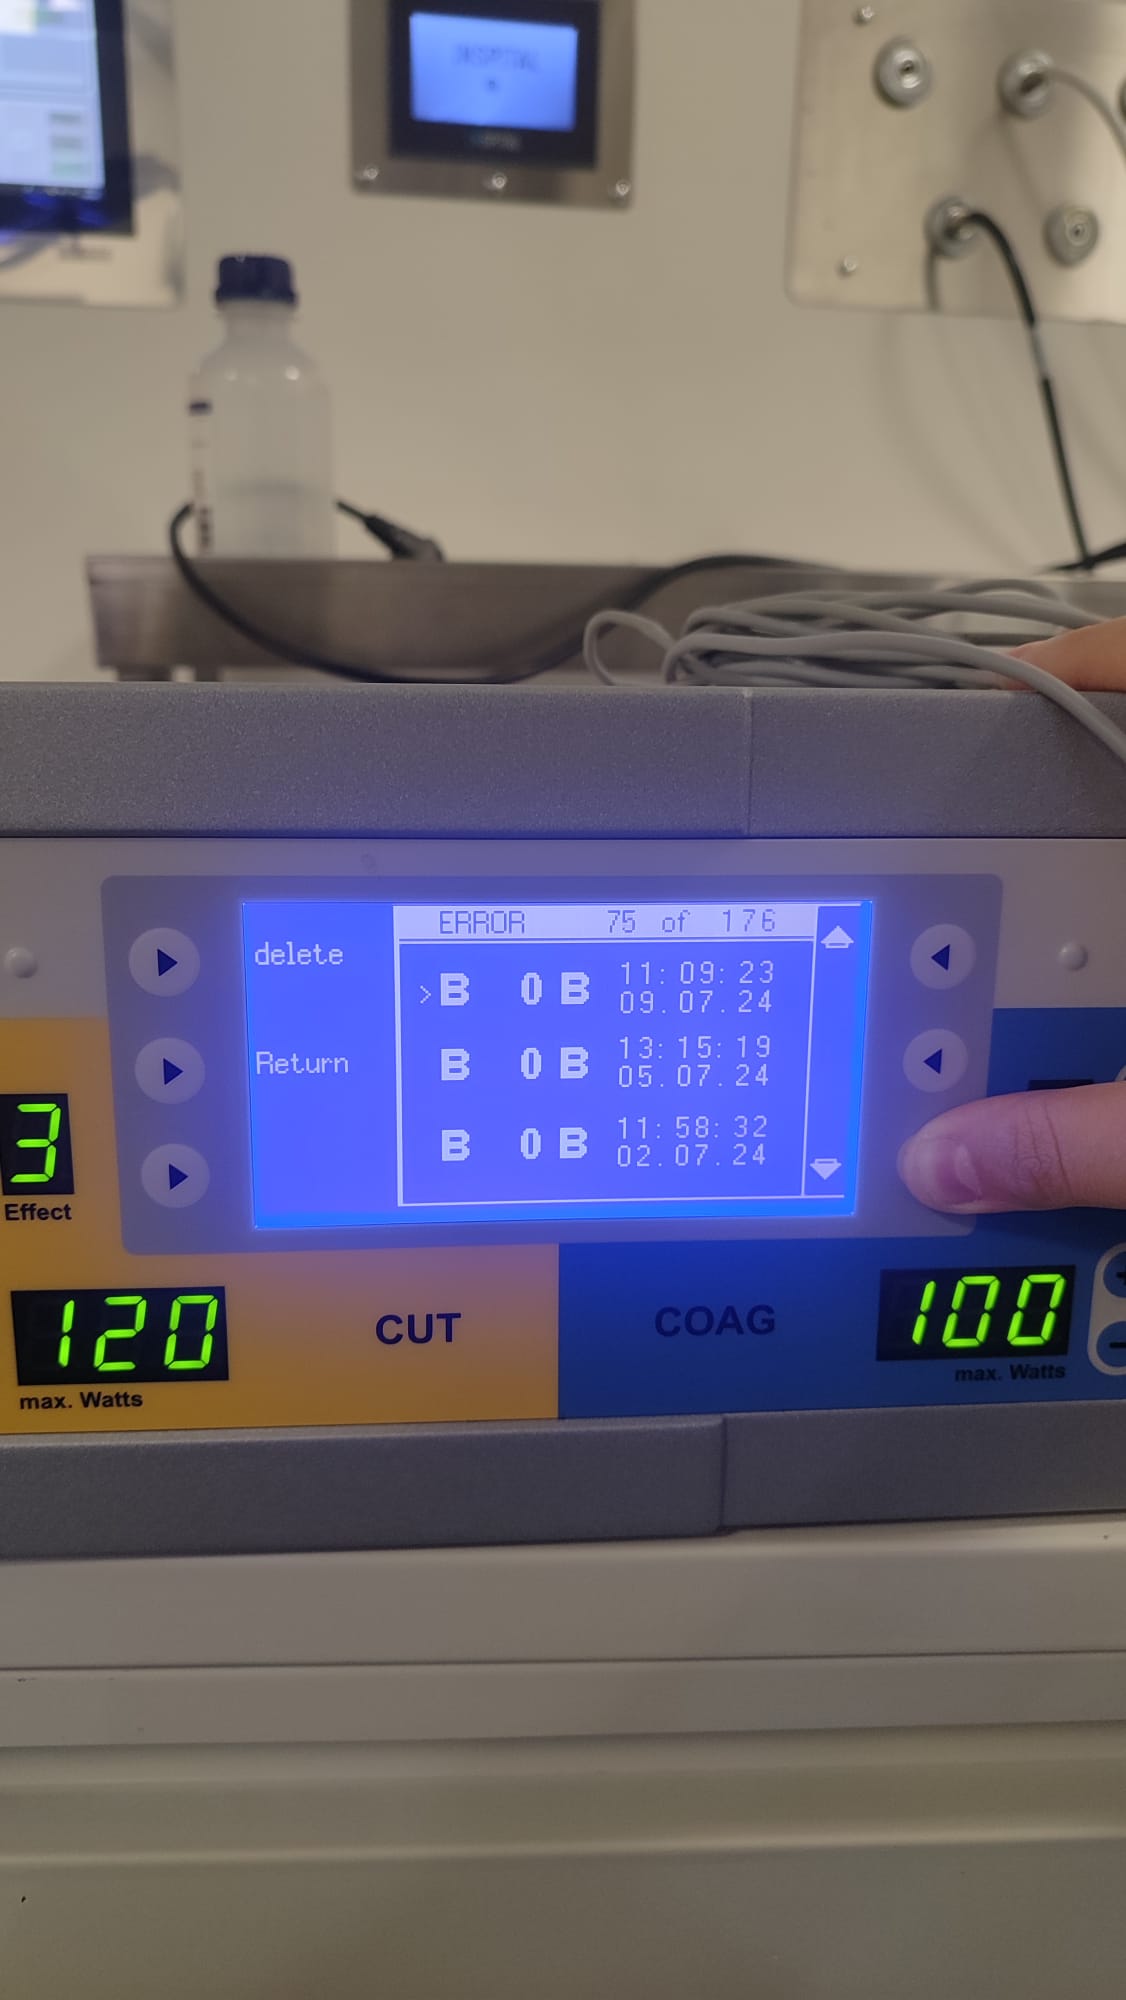 ERROR 75 of 176
delete
>B 0 B 11:09:23
09.07.24
Return
B 0 B 13:15:19
05.07.24
B 0 B 11:58:32
02.07.24
3
Effect
120
max. Watts
CUT
COAG
100
max. Watts